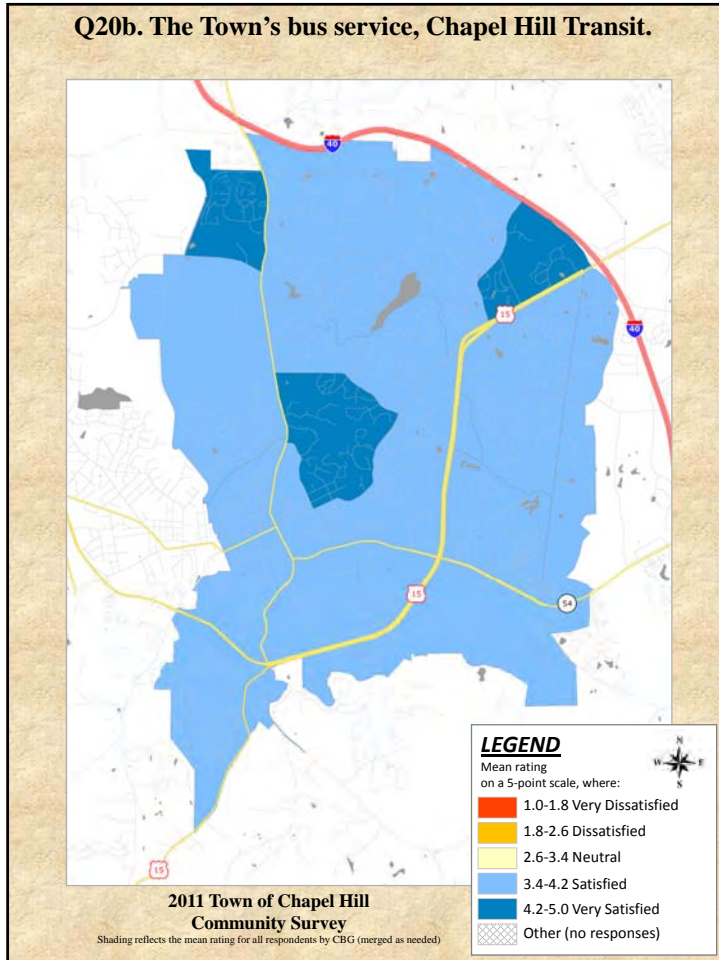 Q20b. The Town's bus service, Chapel Hill Transit.
40
15
40
15
54
15
LEGEND
Mean rating
on a 5-point scale, where:
N
W E
S
1.0-1.8 Very Dissatisfied
1.8-2.6 Dissatisfied
2.6-3.4 Neutral
3.4-4.2 Satisfied
4.2-5.0 Very Satisfied
Other (no responses)
2011 Town of Chapel Hill
Community Survey
Shading reflects the mean rating for all respondents by CBG (merged as needed)